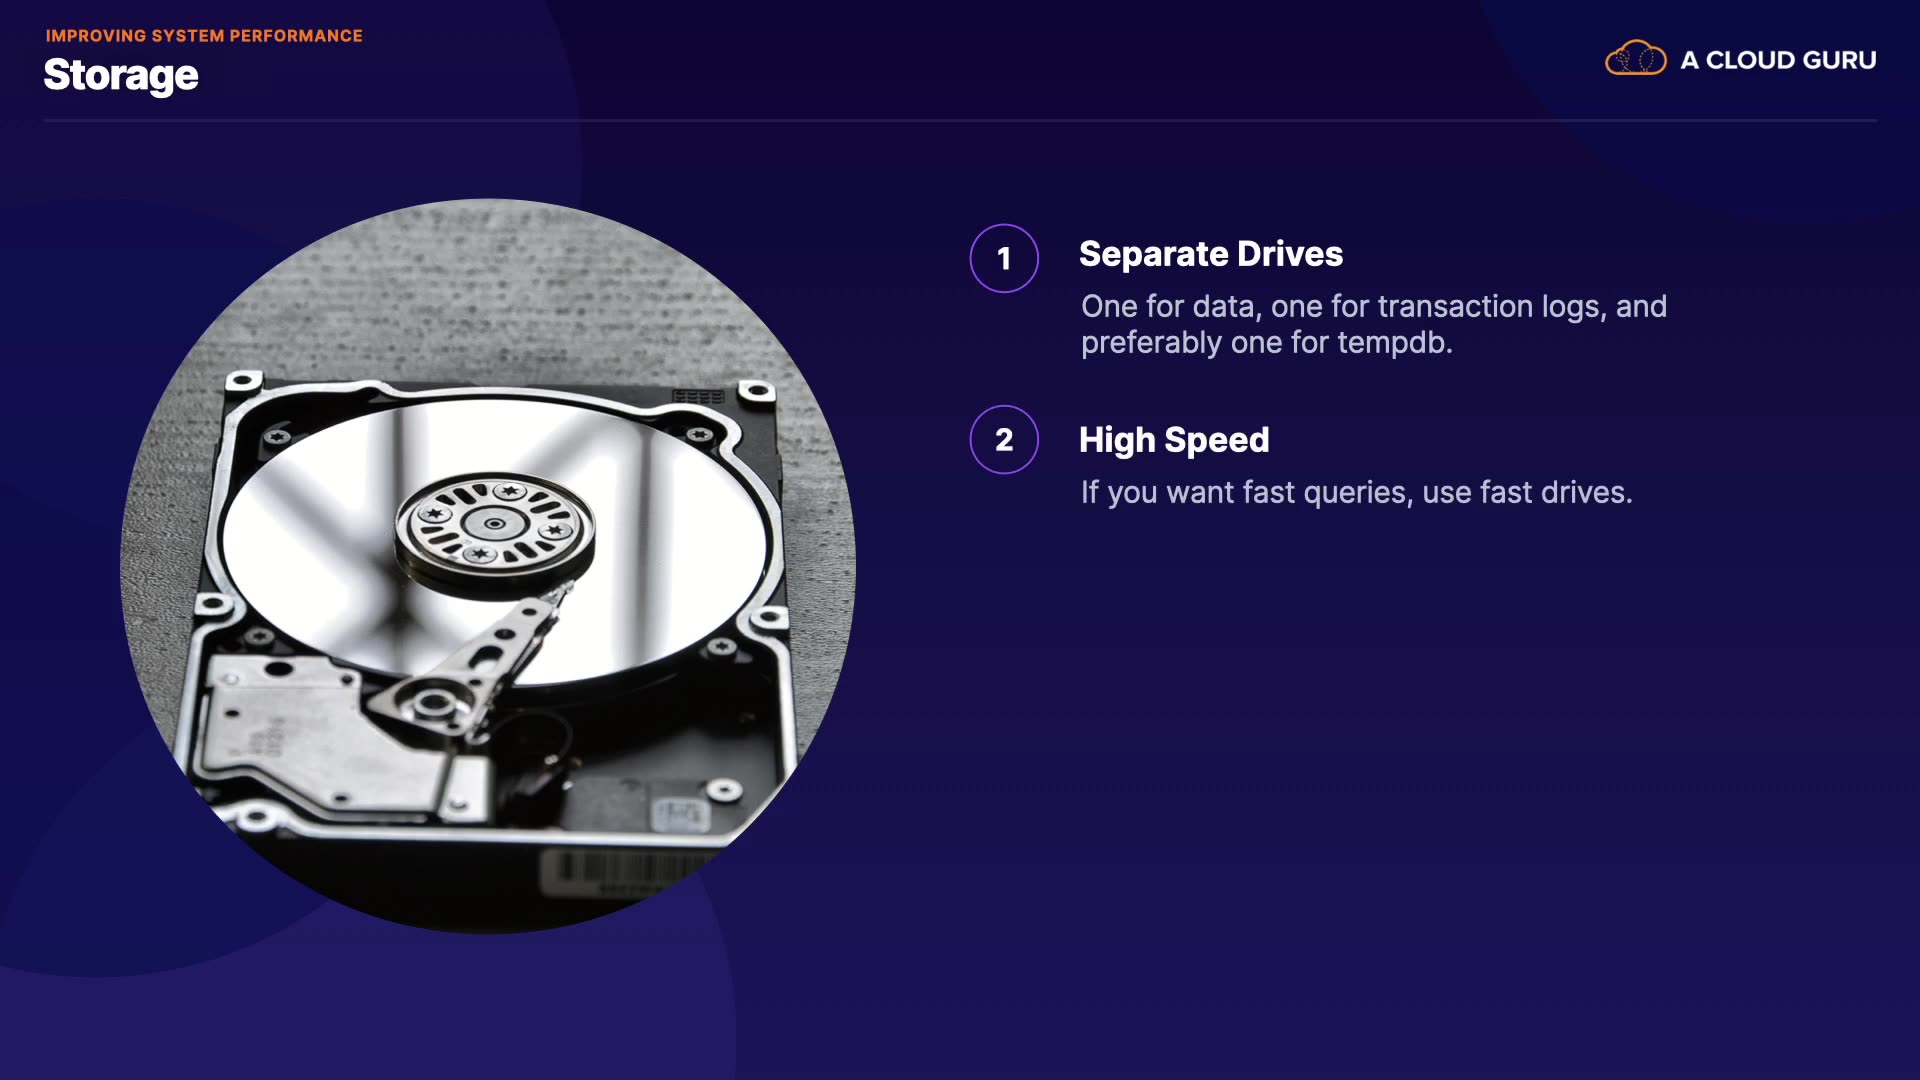 IMPROVING SYSTEM PERFORMANCE
Storage
A CLOUD GURU
1
Separate Drives
One for data, one for transaction logs, and
preferably one for tempdb.
2
High Speed
If you want fast queries, use fast drives.